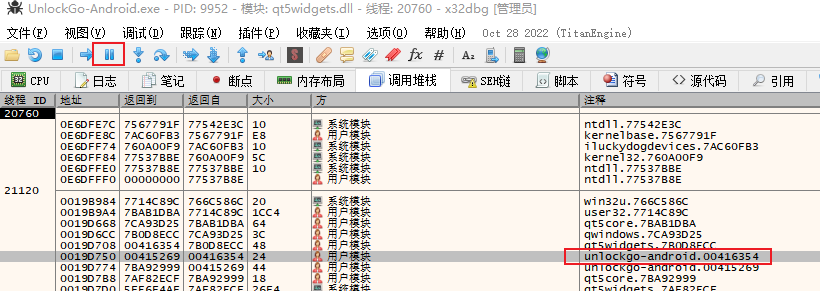 UnlockGo-Android.exe - PID: 9952 - 模块: qt5widgets.dll - 线程: 20760 - x32dbg [管理员]
文件(F) 视图(V) 调试(D) 跟踪(N) 插件(P) 收藏夹(I) 选项(O) 帮助(H) Oct 28 2022 (TitanEngine)
CPU 日志 笔记 断点 内存布局 调用堆栈 SEH链 脚本 符号 源代码 引用
线程 ID 地址 返回到 返回自 大小 方 注释
20760
0E6DFE7C 7567791F 77542E3C 10 系统模块 ntdll.77542E3C
0E6DFE8C 7AC60FB3 7567791F E8 用户模块 kernelbase.7567791F
0E6DFF74 760A00F9 7AC60FB3 10 用户模块 iluckydogdevices.7AC60FB3
0E6DFF84 77537BBE 760A00F9 5C 系统模块 kernel32.760A00F9
0E6DFFE0 77537B8E 77537BBE 10 系统模块 ntdll.77537BBE
0E6DFFF0 00000000 77537B8E 用户模块 ntdll.77537B8E
21120
0019B984 7714C89C 766C586C 20 系统模块 win32u.766C586C
0019B9A4 7BAB1DBA 7714C89C 1CC4 用户模块 user32.7714C89C
0019D668 7CA93D25 7BAB1DBA 64 用户模块 qt5core.7BAB1DBA
0019D6CC 7B0D8ECC 7CA93D25 3C 用户模块 qwindows.7CA93D25
0019D708 00416354 7B0D8ECC 48 用户模块 qt5widgets.7B0D8ECC
0019D750 00415269 00416354 24 用户模块 unlockgo-android.00416354
0019D774 7BA92999 00415269 44 用户模块 unlockgo-android.00415269
0019D7B8 7AF82ECF 7BA92999 18 用户模块 qt5core.7BA92999